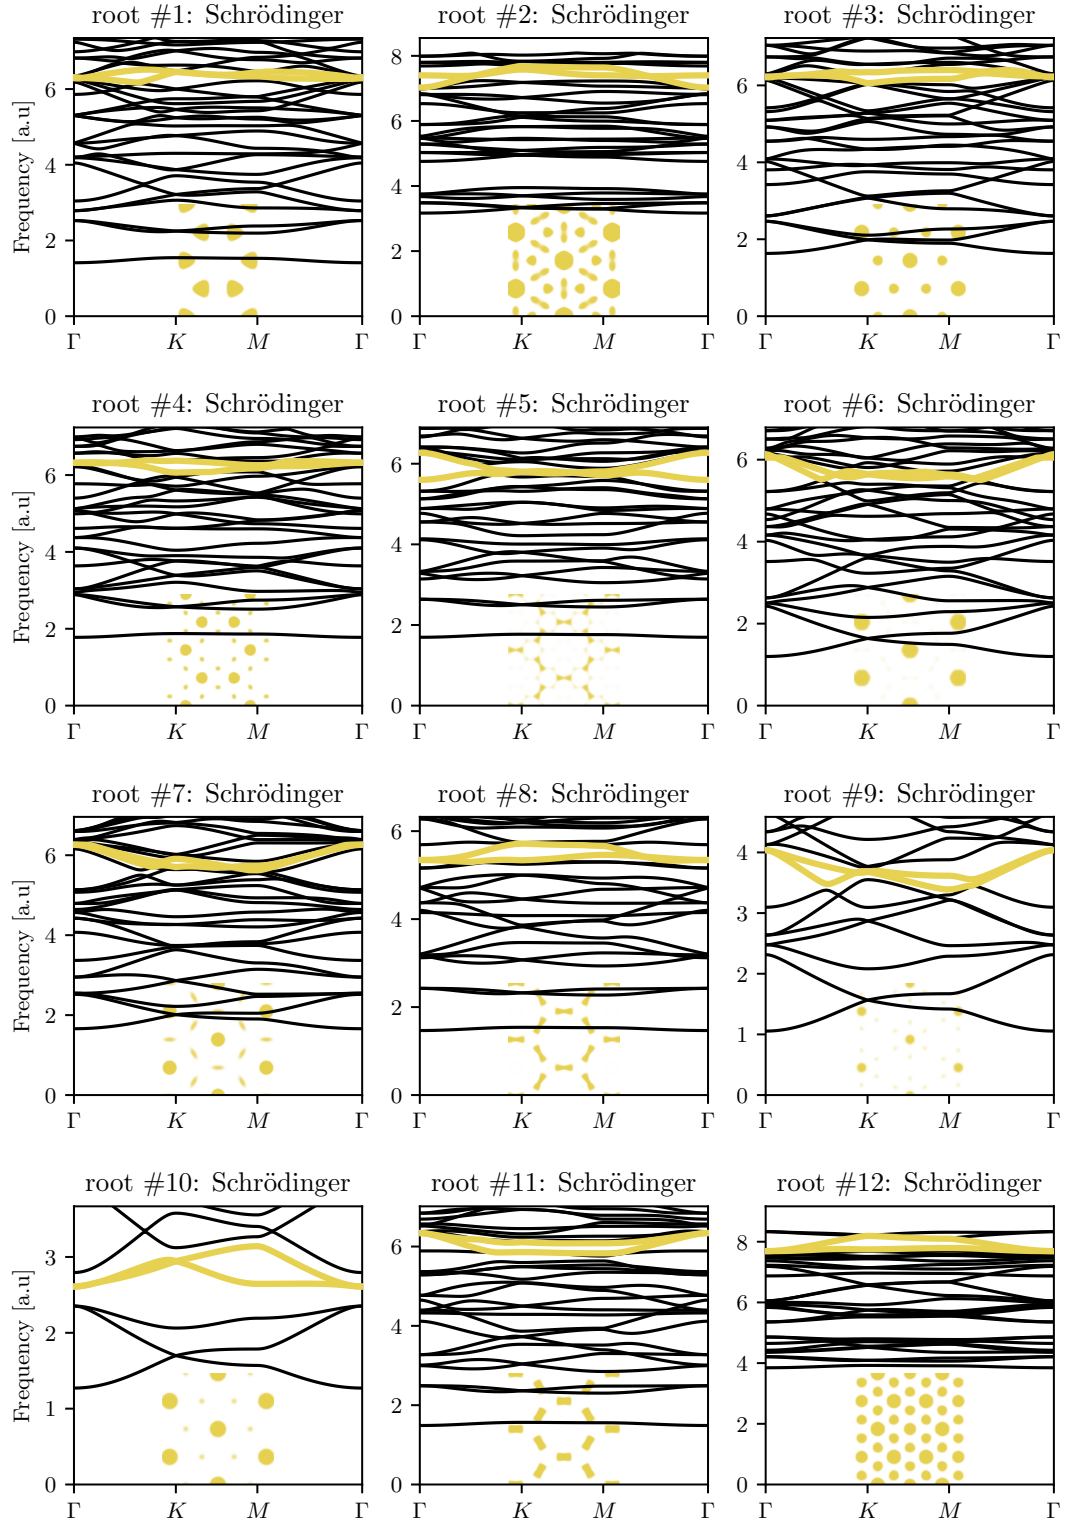 root #1: Schrödinger
root #2: Schrödinger
root #3: Schrödinger
Frequency [a.u]
6
4
2
0
8
6
4
2
0
6
4
2
0
Γ K M Γ
Γ K M Γ
Γ K M Γ
root #4: Schrödinger
root #5: Schrödinger
root #6: Schrödinger
Frequency [a.u]
6
4
2
0
6
4
2
0
6
4
2
0
Γ K M Γ
Γ K M Γ
Γ K M Γ
root #7: Schrödinger
root #8: Schrödinger
root #9: Schrödinger
Frequency [a.u]
6
4
2
0
6
4
2
0
4
3
2
1
0
Γ K M Γ
Γ K M Γ
Γ K M Γ
root #10: Schrödinger
root #11: Schrödinger
root #12: Schrödinger
Frequency [a.u]
3
2
1
0
6
4
2
0
8
6
4
2
0
Γ K M Γ
Γ K M Γ
Γ K M Γ